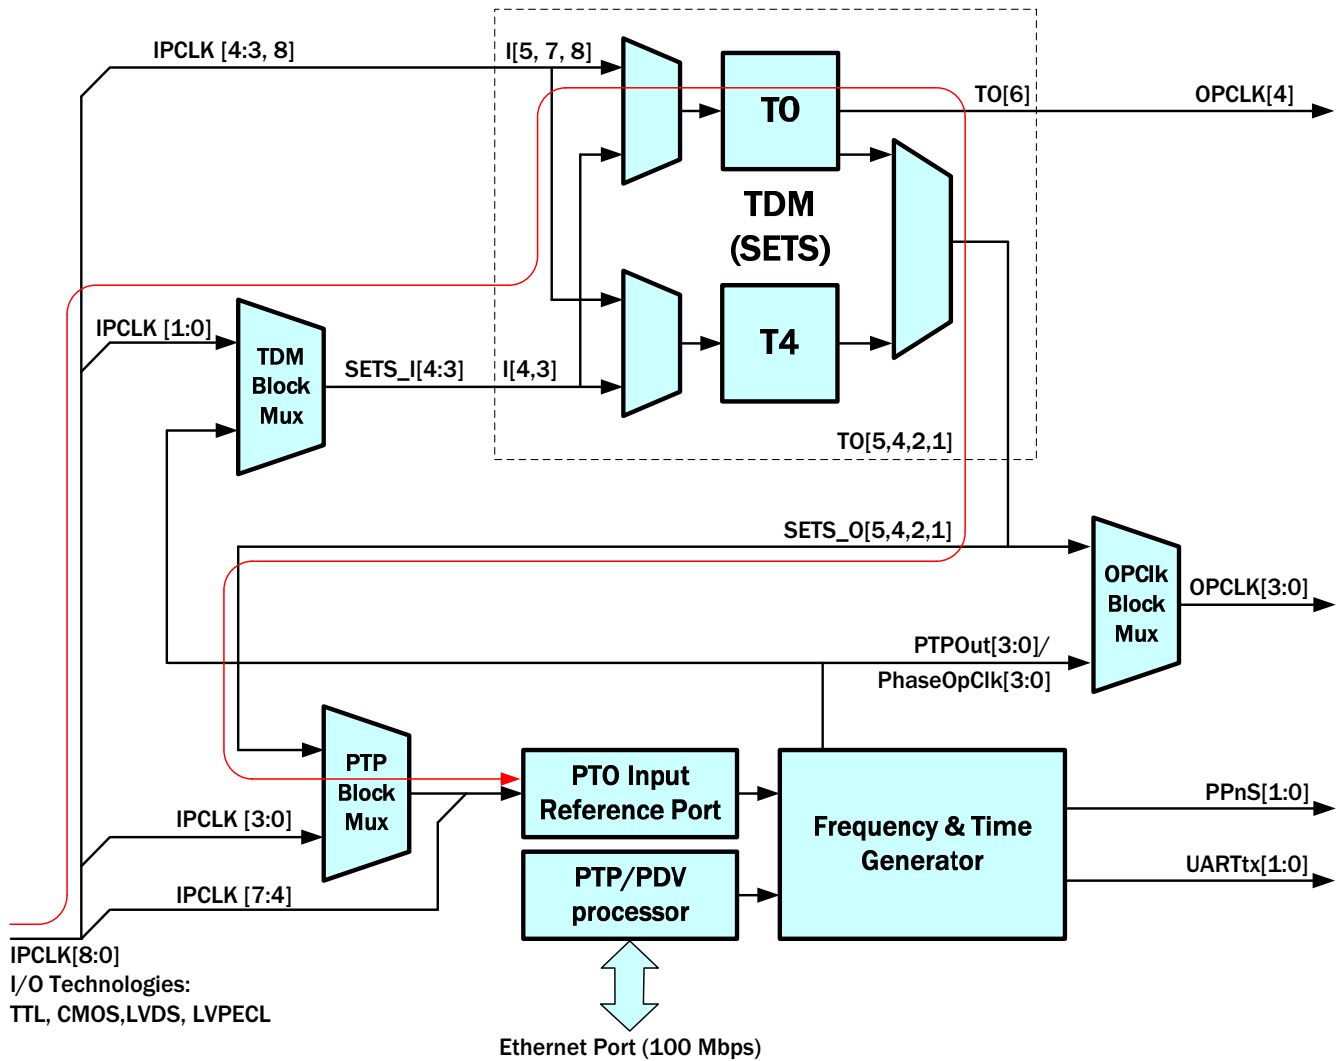 IPCLK [4:3, 8]
I[5, 7, 8]
T0
TO[6]
OPCLK[4]
TDM
(SETS)
IPCLK [1:0]
TDM
Block
Mux
SETS_I[4:3]
I[4,3]
T4
TO[5,4,2,1]
SETS_O[5,4,2,1]
OPClk
Block
Mux
OPCLK[3:0]
PTPOut[3:0]/
PhaseOpClk[3:0]
PTP
Block
Mux
PTO Input
Reference Port
Frequency & Time
Generator
PPnS[1:0]
IPCLK [3:0]
UARTtx[1:0]
IPCLK [7:4]
PTP/PDV
processor
IPCLK[8:0]
I/O Technologies:
TTL, CMOS,LVDS, LVPECL
Ethernet Port (100 Mbps)